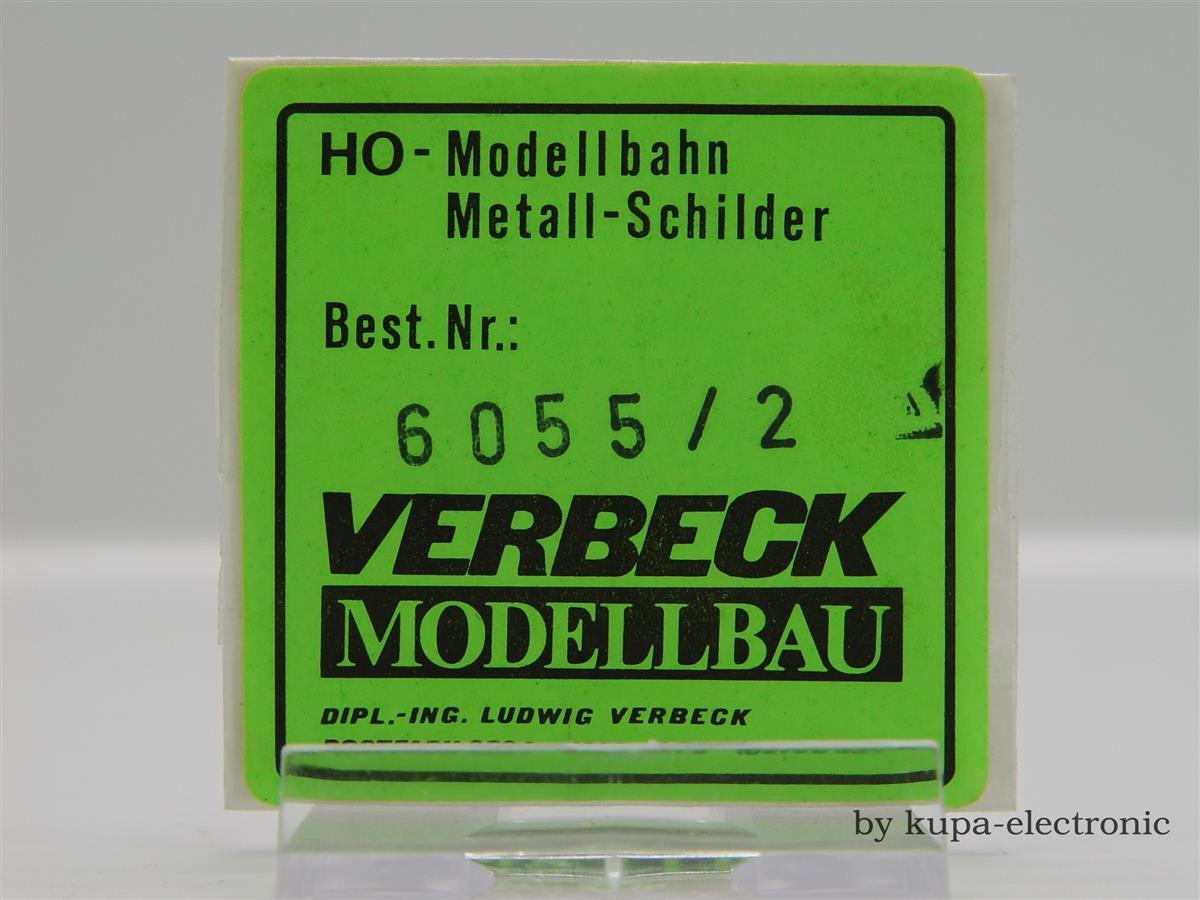 HO - Modellbahn
Metall-Schilder
Best. Nr.:
6055/2
VERBECK
MODELLBAU
DIPL.-ING. LUDWIG VERBECK
by kupa-electronic